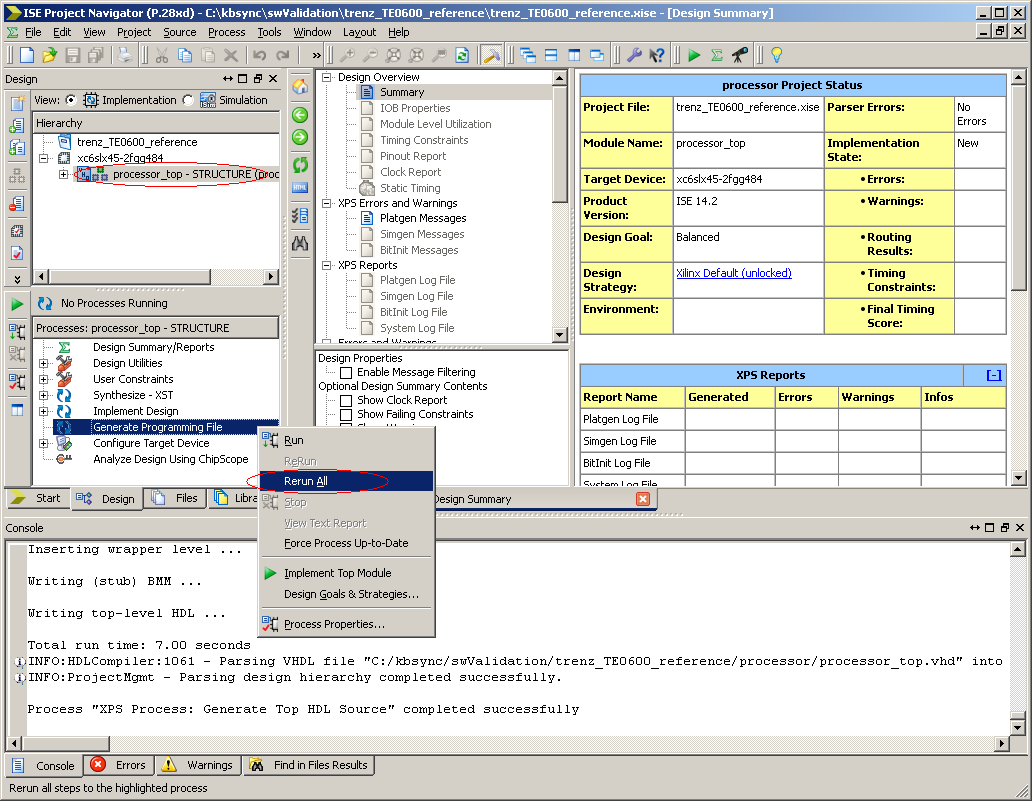 ISE Project Navigator (P.28xd) - C:\kbsync\swValidation\trenz_TE0600_reference\trenz_TE0600_reference.xise - [Design Summary]
File Edit View Project Source Process Tools Window Layout Help
Design
View: Implementation Simulation
Hierarchy
trenz_TE0600_reference
xc6slx45-2fgg484
processor_top - STRUCTURE (proc
No Processes Running
Processes: processor_top - STRUCTURE
Design Summary/Reports
Design Utilities
User Constraints
Synthesize - XST
Implement Design
Generate Programming File
Configure Target Device
Analyze Design Using ChipScope
Start Design Files Libra
Design Overview
Summary
IOB Properties
Module Level Utilization
Timing Constraints
Pinout Report
Clock Report
Static Timing
XPS Errors and Warnings
Platgen Messages
Simgen Messages
BitInit Messages
XPS Reports
Platgen Log File
Simgen Log File
BitInit Log File
System Log File
Errors and Warnings
Design Properties
Enable Message Filtering
Optional Design Summary Contents
Show Clock Report
Show Failing Constraints
processor Project Status
Project File: trenz_TE0600_reference.xise Parser Errors: No Errors
Module Name: processor_top Implementation State: New
Target Device: xc6slx45-2fgg484 •Errors:
Product Version: ISE 14.2 •Warnings:
Design Goal: Balanced •Routing Results:
Design Strategy: Xilinx Default (unlocked) •Timing Constraints:
Environment: •Final Timing Score:
XPS Reports [-]
Report Name Generated Errors Warnings Infos
Platgen Log File
Simgen Log File
BitInit Log File
System Log File
Design Summary
Run
ReRun
Rerun All
Stop
View Text Report
Force Process Up-to-Date
Implement Top Module
Design Goals & Strategies...
Process Properties...
Console
Inserting wrapper level ...
Writing (stub) BMM ...
Writing top-level HDL ...
Total run time: 7.00 seconds
INFO:HDLCompiler:1061 - Parsing VHDL file "C:/kbsync/swValidation/trenz_TE0600_reference/processor/processor_top.vhd" into
INFO:ProjectMgmt - Parsing design hierarchy completed successfully.
Process "XPS Process: Generate Top HDL Source" completed successfully
Console Errors Warnings Find in Files Results
Rerun all steps to the highlighted process